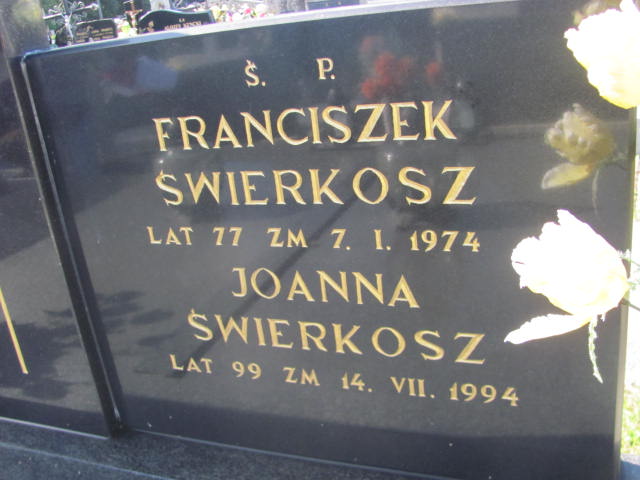 Ś. P.
FRANCISZEK
ŚWIERKOSZ
LAT 77 ZM 7. I. 1974
JOANNA
ŚWIERKOSZ
LAT 99 ZM 14. VII. 1994